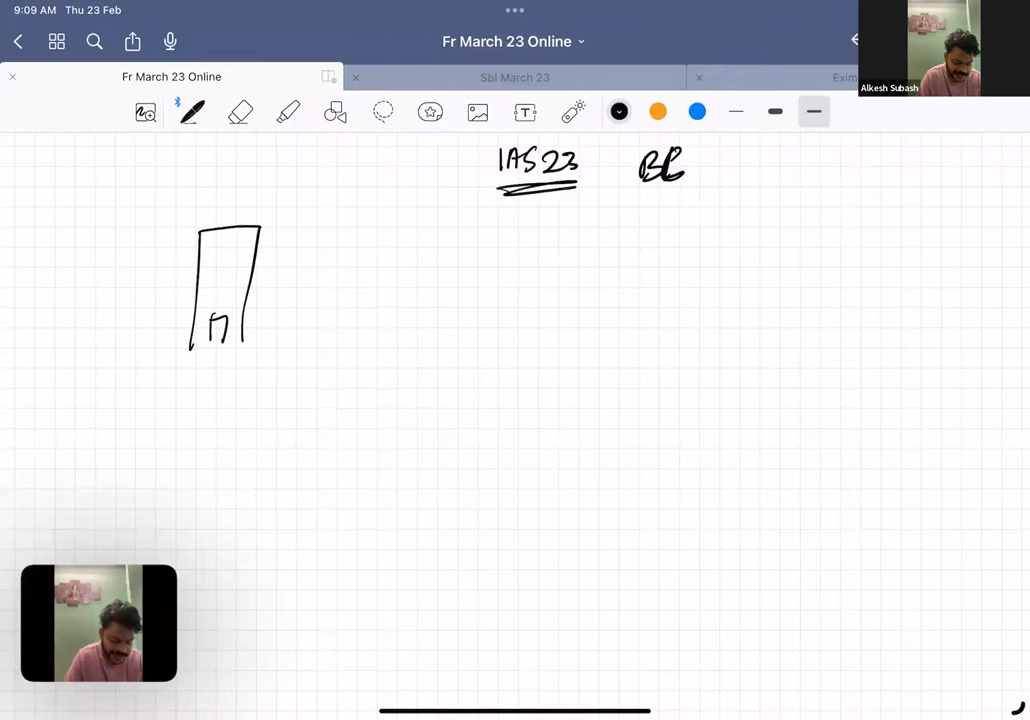 9:09 AM Thu 23 Feb
Fr March 23 Online
Alkesh Subash
Fr March 23 Online
Sbl March 23
Exim
T
IAS 23